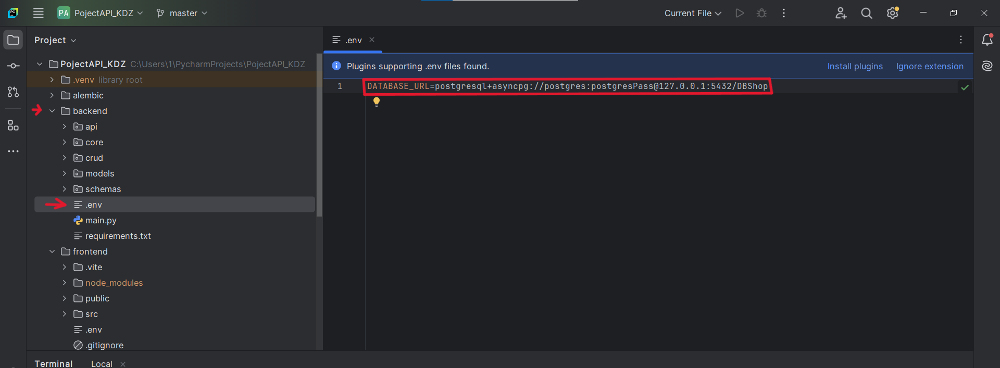 PC
PA PojectAPI_KDZ master Current File
Project
.env
PojectAPI_KDZ C:\Users\1\PycharmProjects\PojectAPI_KDZ
Plugins supporting .env files found. Install plugins Ignore extension
.venv library root
1 DATABASE_URL=postgresql+asyncpg://postgres:postgresPass@127.0.0.1:5432/DBShop
alembic
backend
api
core
crud
models
schemas
.env
main.py
requirements.txt
frontend
.vite
node_modules
public
src
.env
.gitignore
Terminal Local